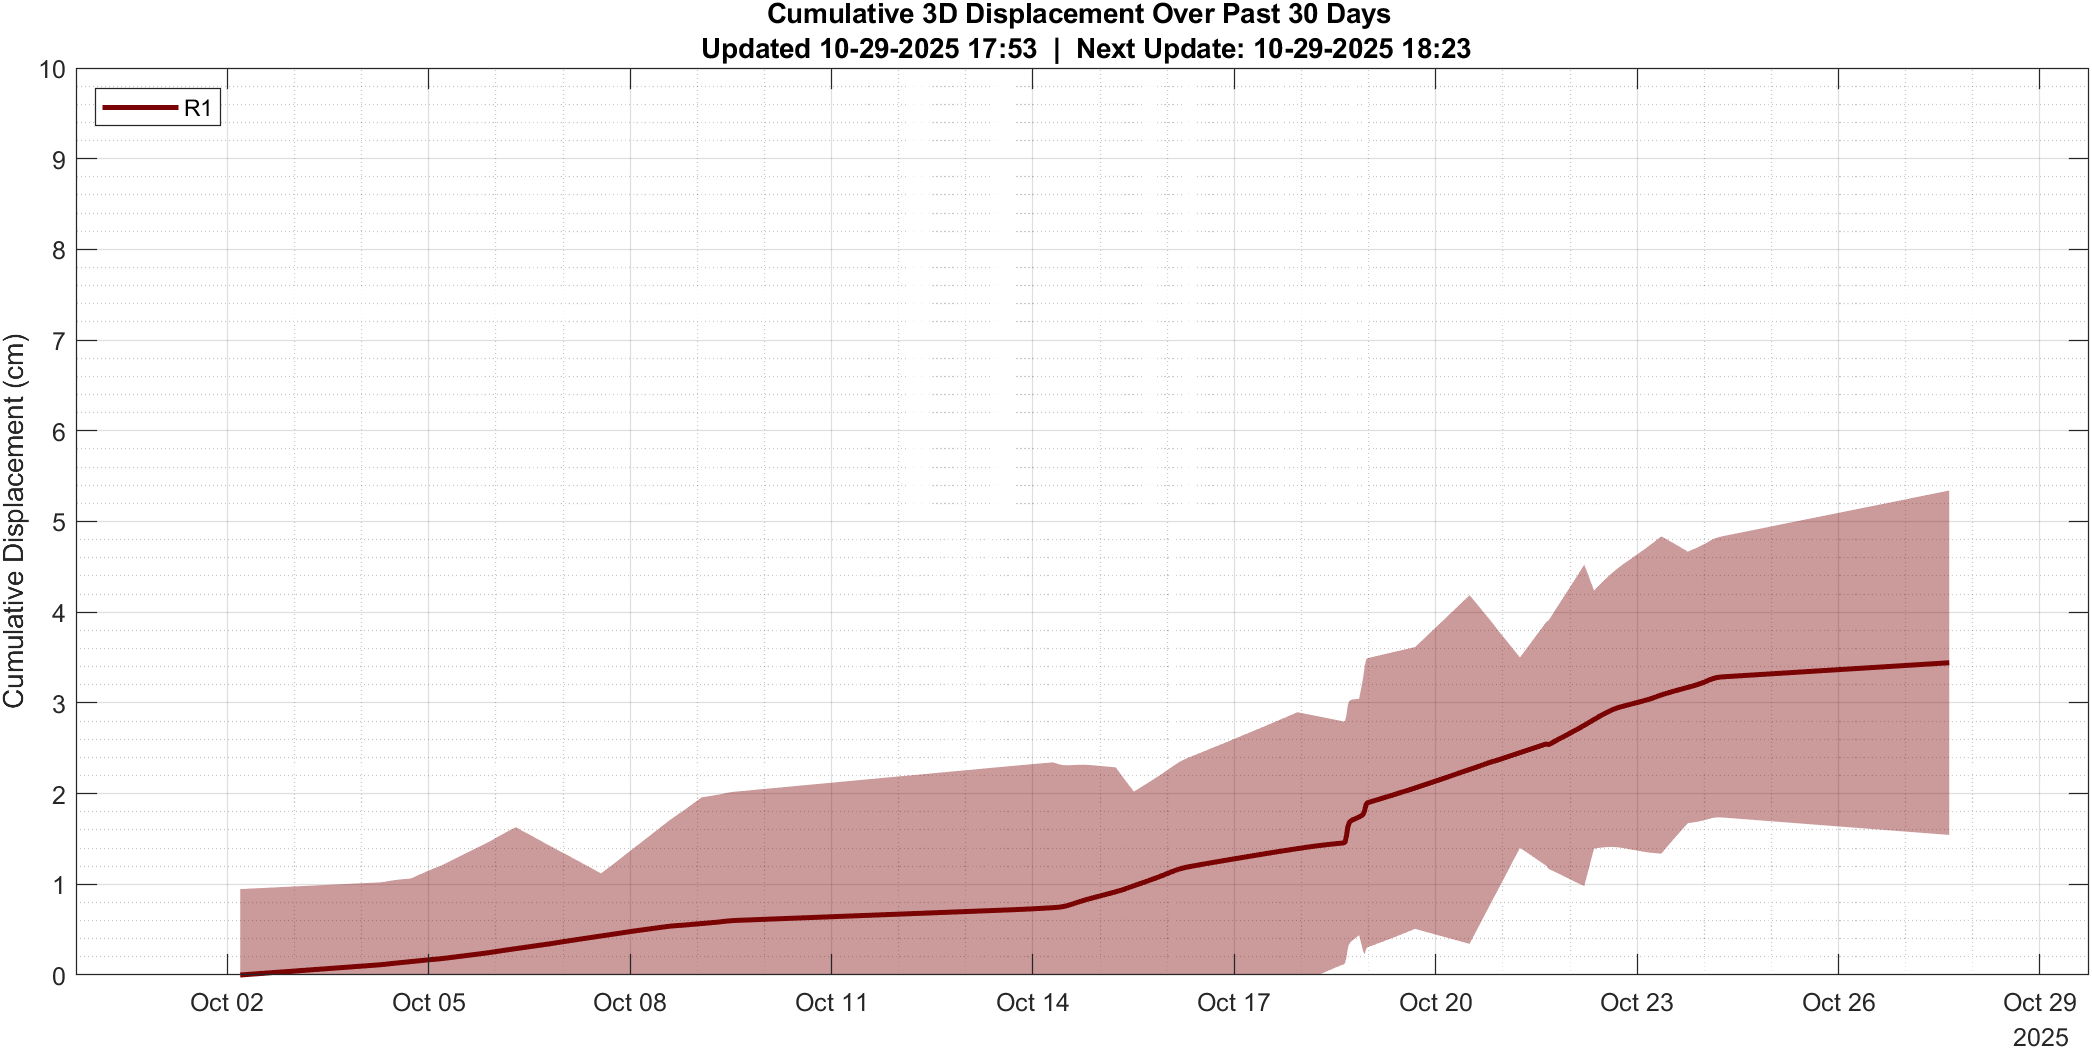 Cumulative 3D Displacement Over Past 30 Days
Updated 10-29-2025 17:53 | Next Update: 10-29-2025 18:23
R1
Cumulative Displacement (cm)
10
9
8
7
6
5
4
3
2
1
0
Oct 02 Oct 05 Oct 08 Oct 11 Oct 14 Oct 17 Oct 20 Oct 23 Oct 26 Oct 29
2025